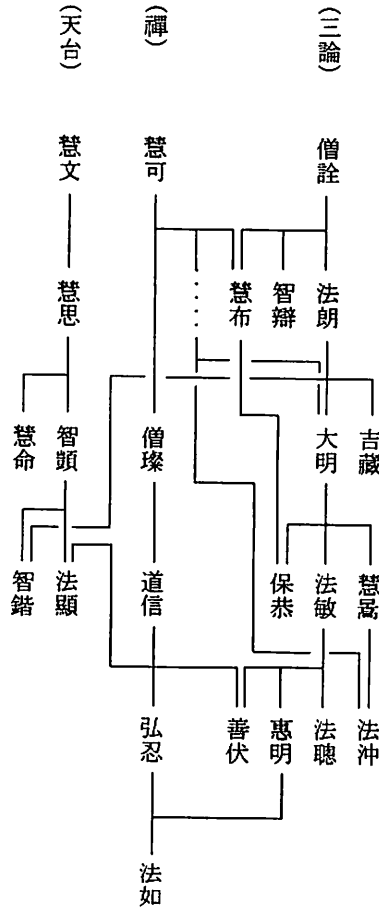 (三論)
(禪)
(天台)
僧詮
慧可
慧文
法朗
智辯
慧布
……
慧思
吉藏
大明
僧璨
智顗
慧命
慧暠
法敏
保恭
道信
法顯
智鍇
法沖
法聰
惠明
善伏
弘忍
法如